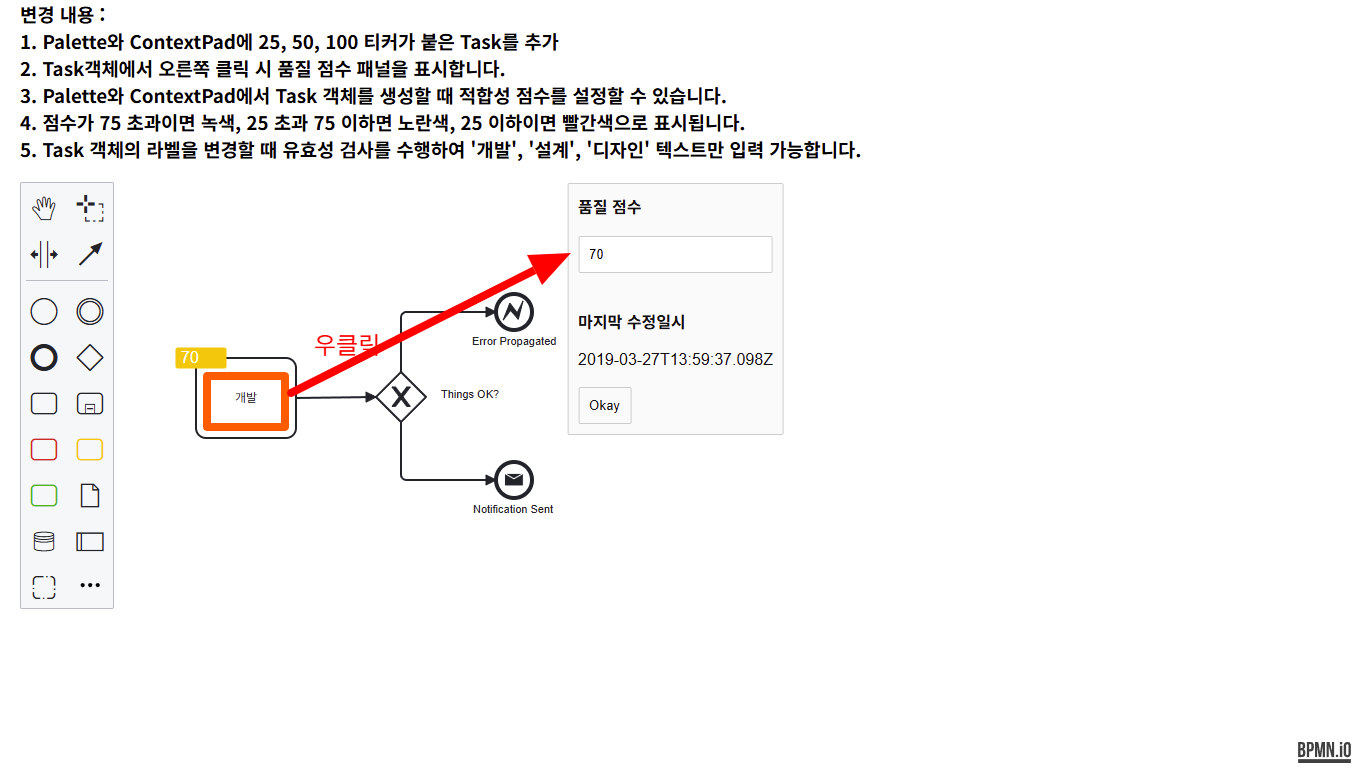 변경 내용 :
1. Palette와 ContextPad에 25, 50, 100 티커가 붙은 Task를 추가
2. Task객체에서 오른쪽 클릭 시 품질 점수 패널을 표시합니다.
3. Palette와 ContextPad에서 Task 객체를 생성할 때 적합성 점수를 설정할 수 있습니다.
4. 점수가 75 초과이면 녹색, 25 초과 75 이하면 노란색, 25 이하이면 빨간색으로 표시됩니다.
5. Task 객체의 라벨을 변경할 때 유효성 검사를 수행하여 '개발', '설계', '디자인' 텍스트만 입력 가능합니다.
품질 점수
70
마지막 수정일시
2019-03-27T13:59:37.098Z
Okay
우클릭
Error Propagated
70
개발
Things OK?
Notification Sent
BPMN.iO